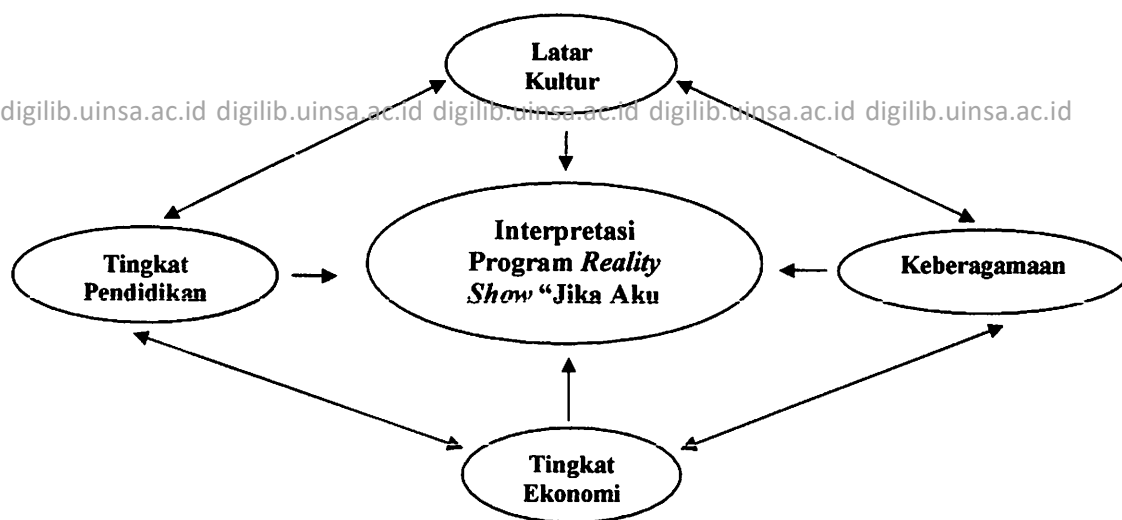 Latar
Kultur
digilib.uinsa.ac.id digilib.uinsa.ac.id digilib.uinsa.ac.id digilib.uinsa.ac.id digilib.uinsa.ac.id
Interpretasi
Program Reality
Show “Jika Aku
Tingkat
Pendidikan
Keberagamaan
Tingkat
Ekonomi